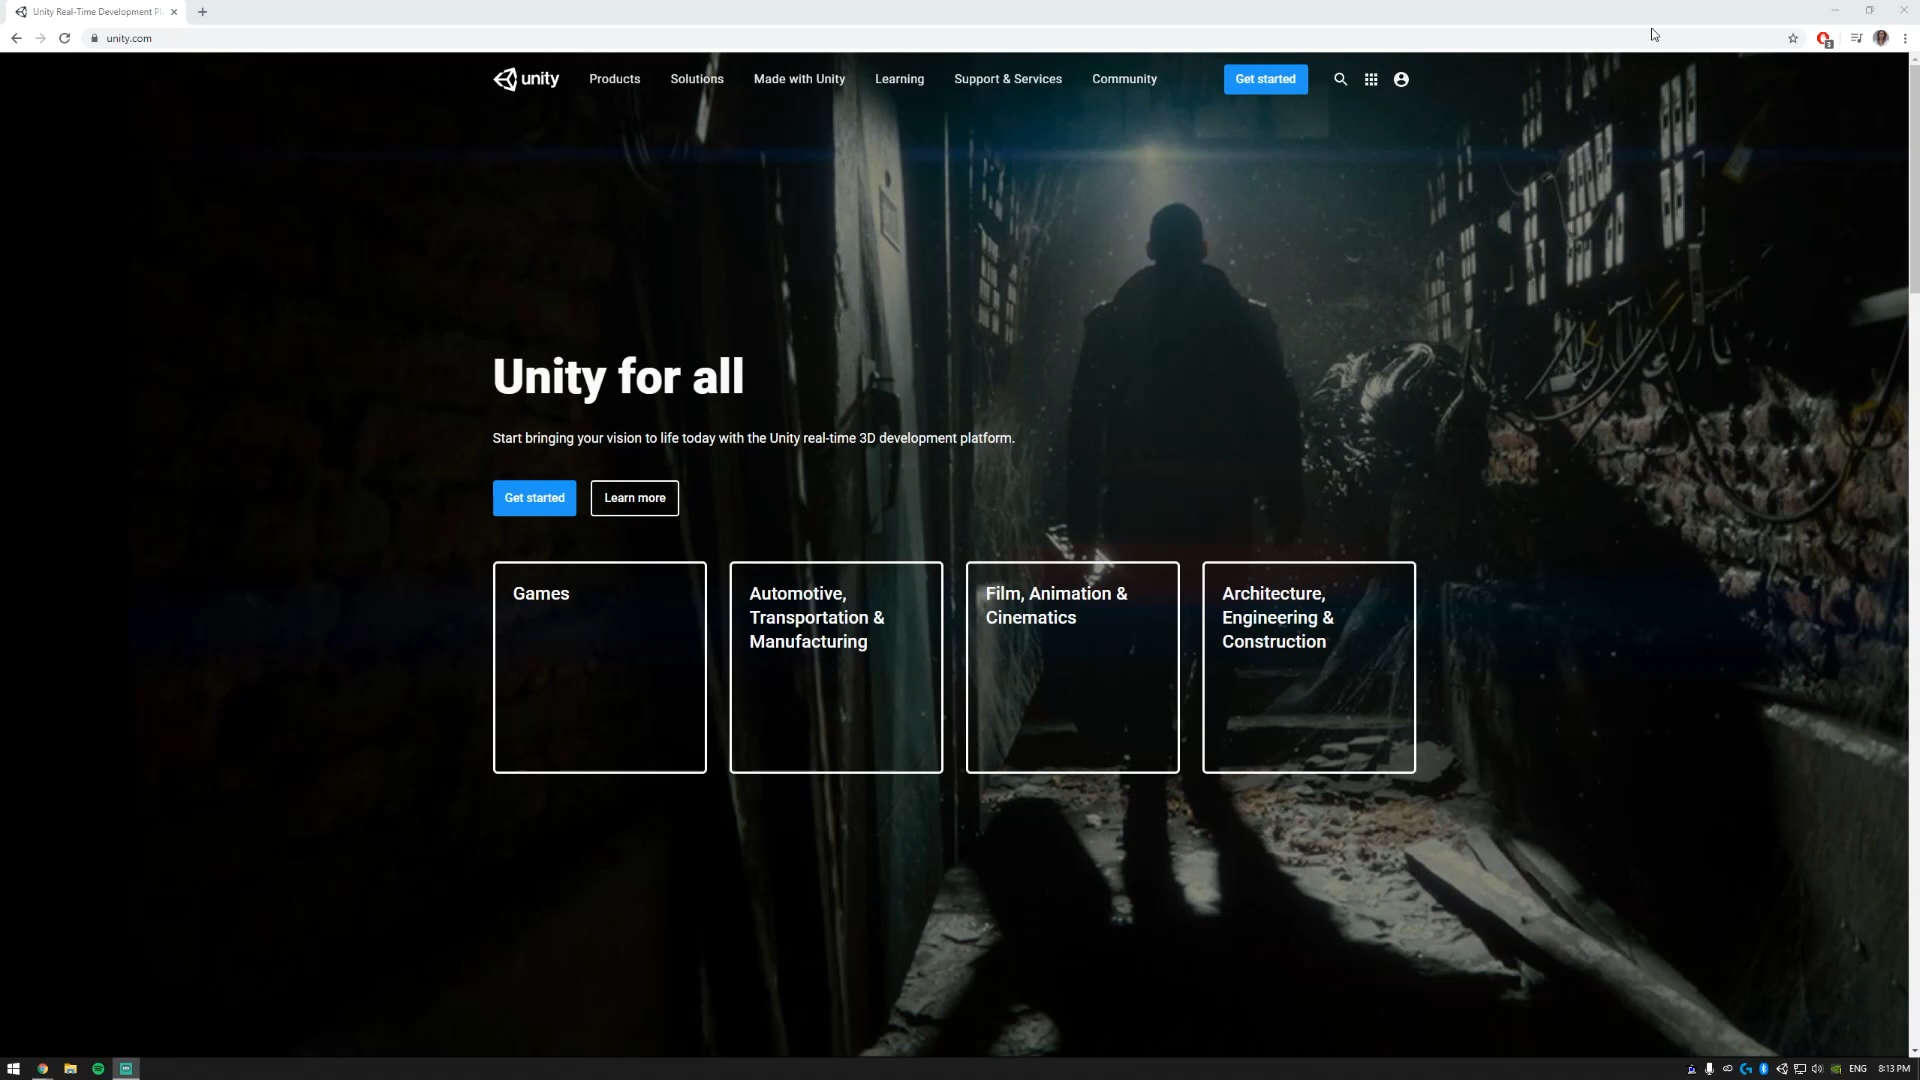 Unity Real-Time Development Pl
unity.com
unity
Products
Solutions
Made with Unity
Learning
Support & Services
Community
Get started
Unity for all
Start bringing your vision to life today with the Unity real-time 3D development platform.
Get started
Learn more
Games
Automotive,
Transportation &
Manufacturing
Film, Animation &
Cinematics
Architecture,
Engineering &
Construction
ENG
8:13 PM